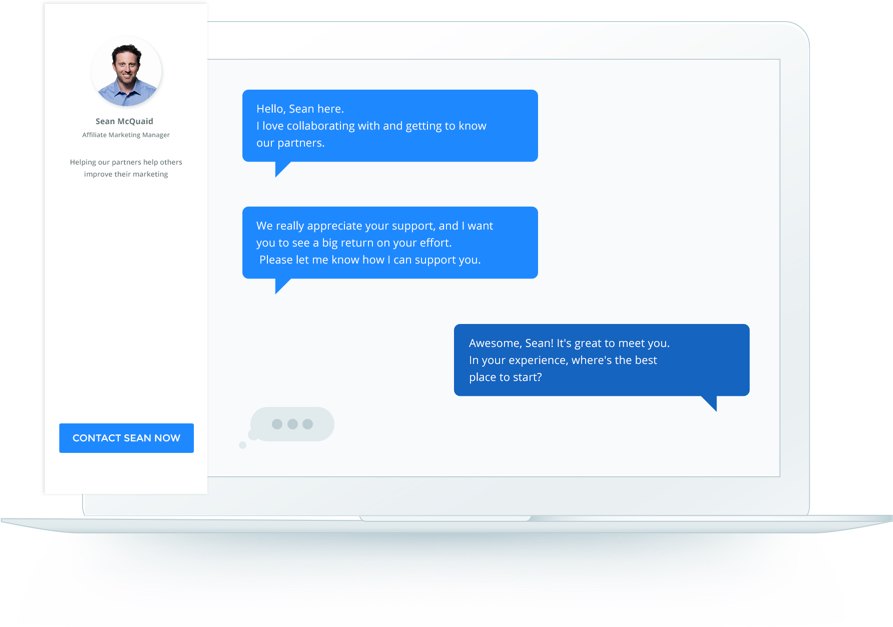 Sean McQuaid
Affiliate Marketing Manager
Helping our partners help others
improve their marketing
CONTACT SEAN NOW
Hello, Sean here.
I love collaborating with and getting to know
our partners.
We really appreciate your support, and I want
you to see a big return on your effort.
Please let me know how I can support you.
Awesome, Sean! It's great to meet you.
In your experience, where's the best
place to start?